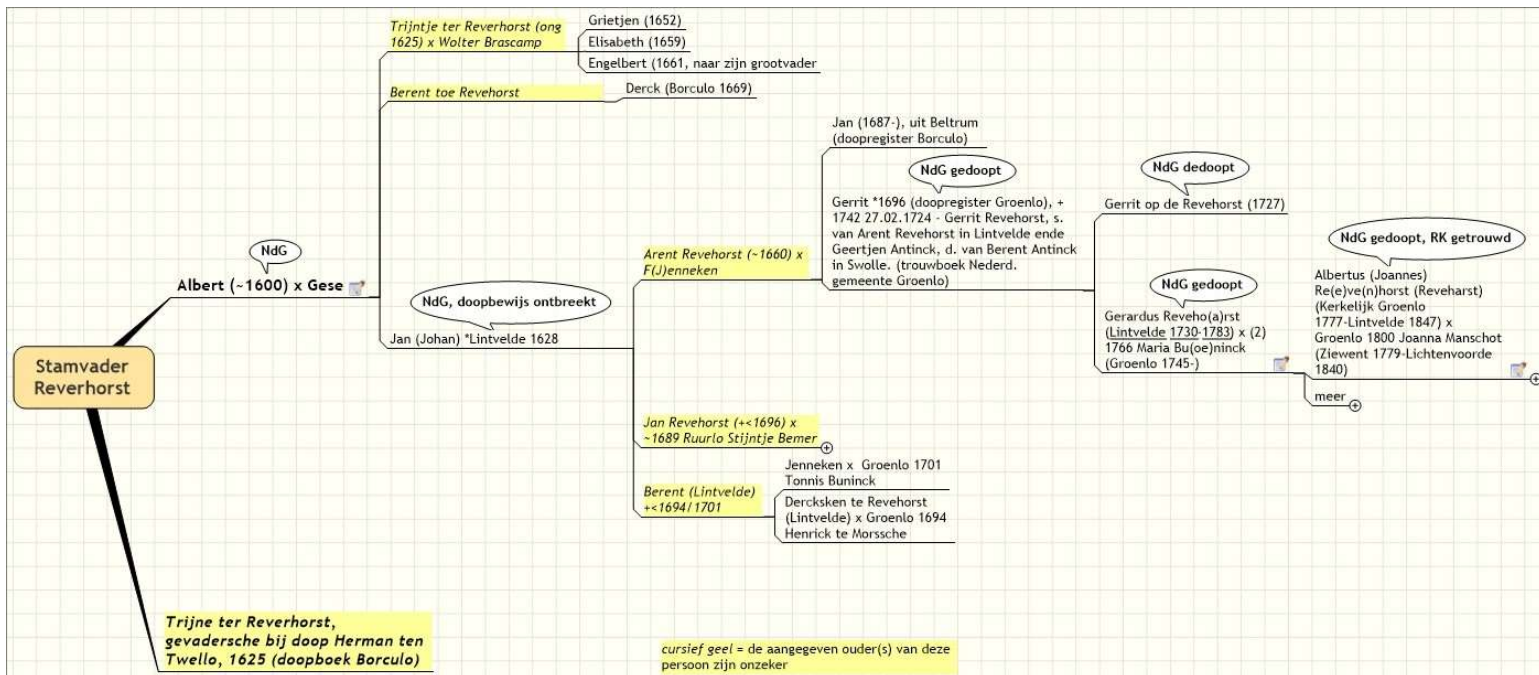 Stamvader
Reverhorst
NdG
Albert (~1600) x Gese
Trijntje ter Reverhorst (ong
1625) x Wolter Brascamp
Grietjen (1652)
Elisabeth (1659)
Engelbert (1661, naar zijn grootvader
Berent toe Revehorst
Derck (Borculo 1669)
NdG, doopbewijs ontbreekt
Jan (Johan) *Lintvelde 1628
Arent Revehorst (~1660) x
F(J)enneken
Jan (1687-), uit Beltrum
(doopregister Borculo)
NdG gedoopt
Gerrit *1696 (doopregister Groenlo), +
1742 27.02.1724 - Gerrit Revehorst, s.
van Arent Revehorst in Lintvelde ende
Geertjen Antinck, d. van Berent Antinck
in Swolle. (trouwboek Nederd.
gemeente Groenlo)
NdG dedoopt
Gerrit op de Revehorst (1727)
NdG gedoopt
Gerardus Reveho(a)rst
(Lintvelde 1730-1783) x (2)
1766 Maria Bu(oe)ninck
(Groenlo 1745-)
NdG gedoopt, RK getrouwd
Albertus (Joannes)
Re(e)ve(n)horst (Reveharst)
(Kerkelijk Groenlo
1777-Lintvelde 1847) x
Groenlo 1800 Joanna Manschot
(Ziewent 1779-Lichtenvoorde
1840)
meer
Jan Revehorst (+<1696) x
~1689 Ruurlo Stijntje Bemer
Berent (Lintvelde)
+<1694/1701
Jenneken x  Groenlo 1701
Tonnis Buninck
Dercksken te Revehorst
(Lintvelde) x Groenlo 1694
Henrick te Morssche
Trijne ter Reverhorst,
gevadersche bij doop Herman ten
Twello, 1625 (doopboek Borculo)
cursief geel = de aangegeven ouder(s) van deze
persoon zijn onzeker